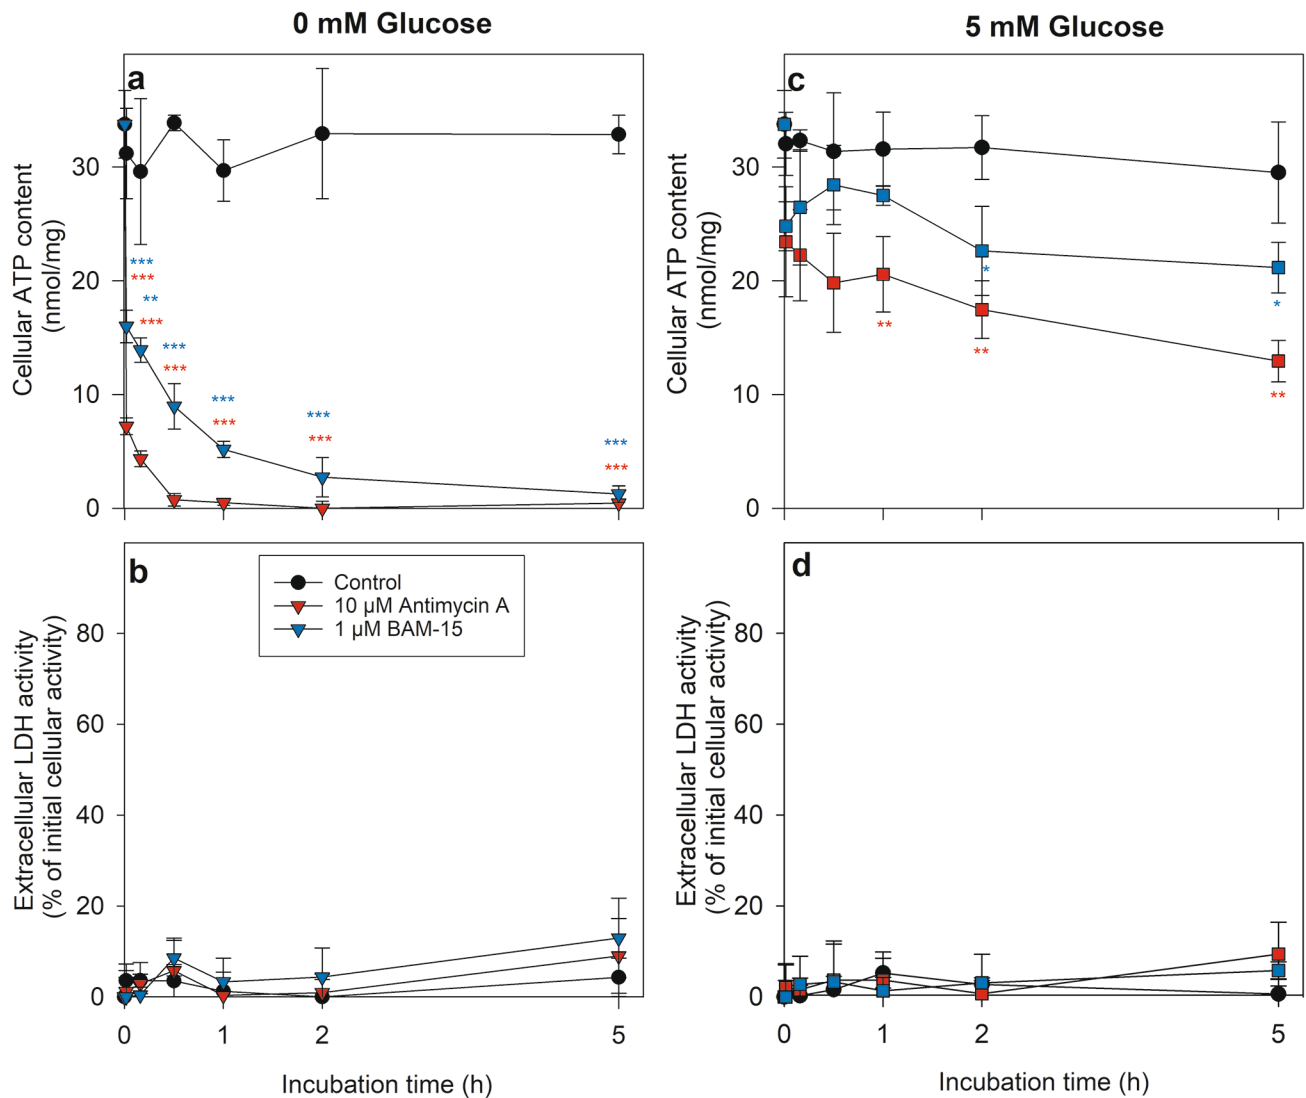 0 mM Glucose
5 mM Glucose
a
Cellular ATP content
(nmol/mg)
30
20
10
0
***
***
**
***
***
***
***
***
***
***
***
***
c
Cellular ATP content
(nmol/mg)
30
20
10
0
**
*
**
*
**
b
Control
10 µM Antimycin A
1 µM BAM-15
Extracellular LDH activity
(% of initial cellular activity)
80
60
40
20
0
0
1
2
5
Incubation time (h)
d
Extracellular LDH activity
(% of initial cellular activity)
80
60
40
20
0
0
1
2
5
Incubation time (h)